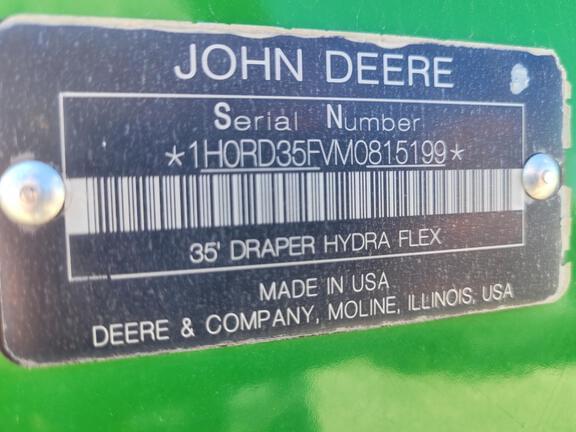 JOHN DEERE
Serial Number
*1H0RD35FVM0815199*
35' DRAPER HYDRA FLEX
MADE IN USA
DEERE & COMPANY, MOLINE, ILLINOIS, USA